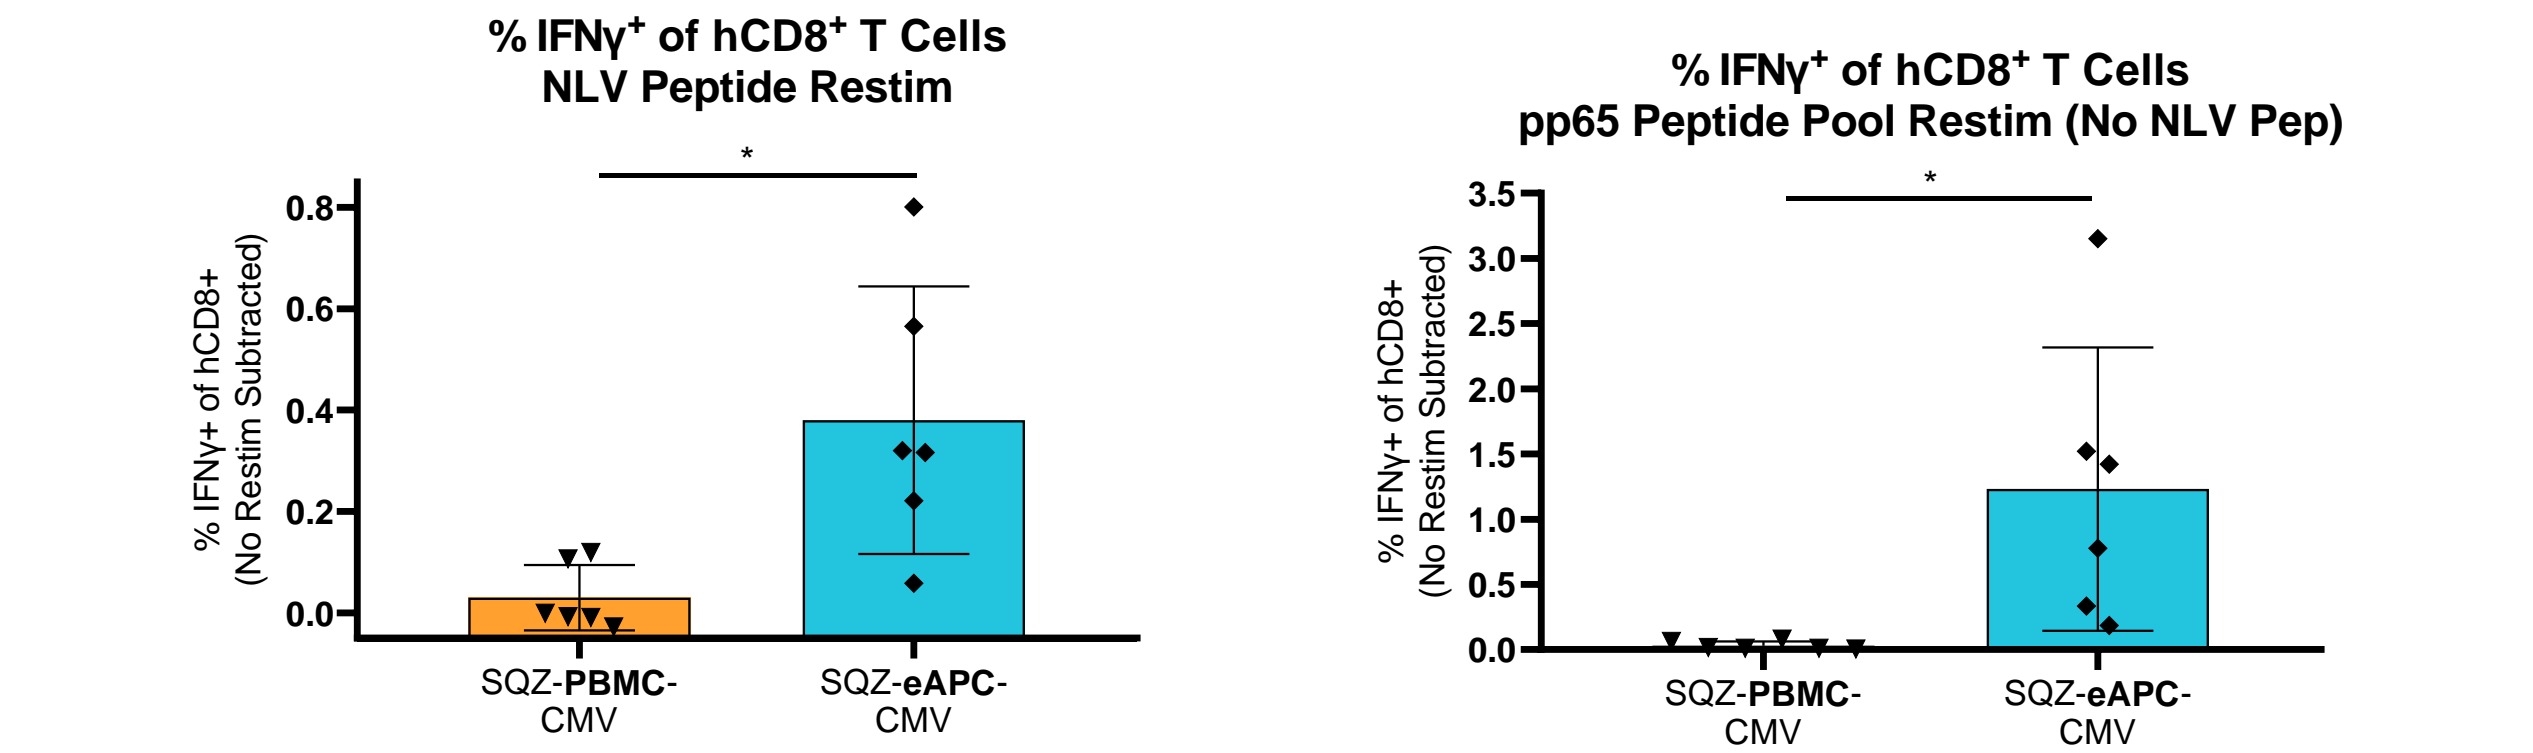 % IFNγ⁺ of hCD8⁺ T Cells
NLV Peptide Restim
*
% IFNγ+ of hCD8+
(No Restim Subtracted)
0.8
0.6
0.4
0.2
0.0
SQZ-PBMC-
CMV
SQZ-eAPC-
CMV
% IFNγ⁺ of hCD8⁺ T Cells
pp65 Peptide Pool Restim (No NLV Pep)
*
% IFNγ+ of hCD8+
(No Restim Subtracted)
3.5
3.0
2.5
2.0
1.5
1.0
0.5
0.0
SQZ-PBMC-
CMV
SQZ-eAPC-
CMV